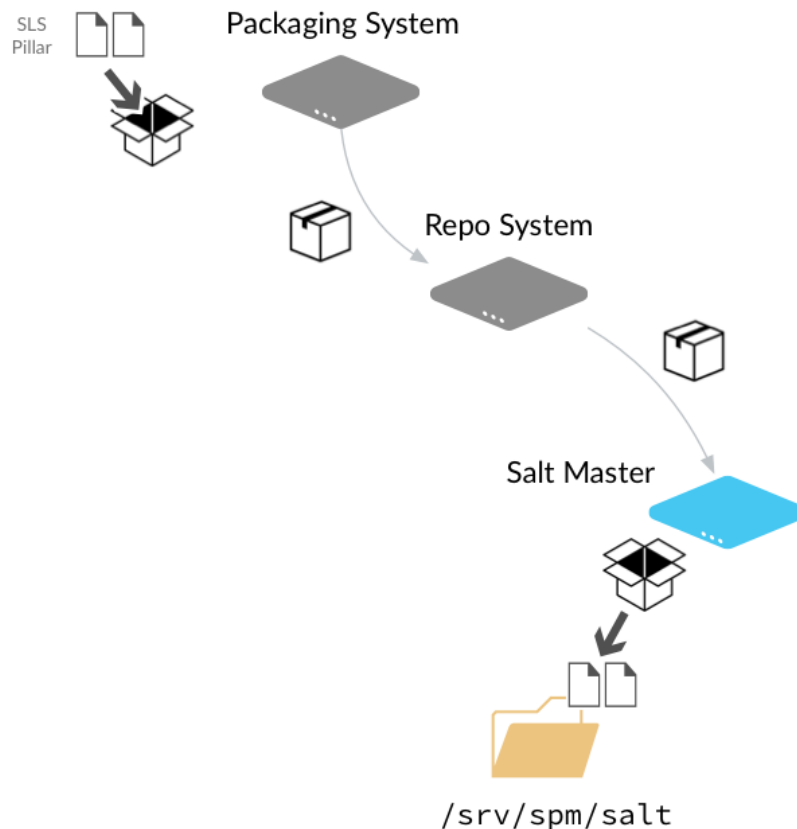 SLS
Pillar
Packaging System
Repo System
Salt Master
/srv/spm/salt